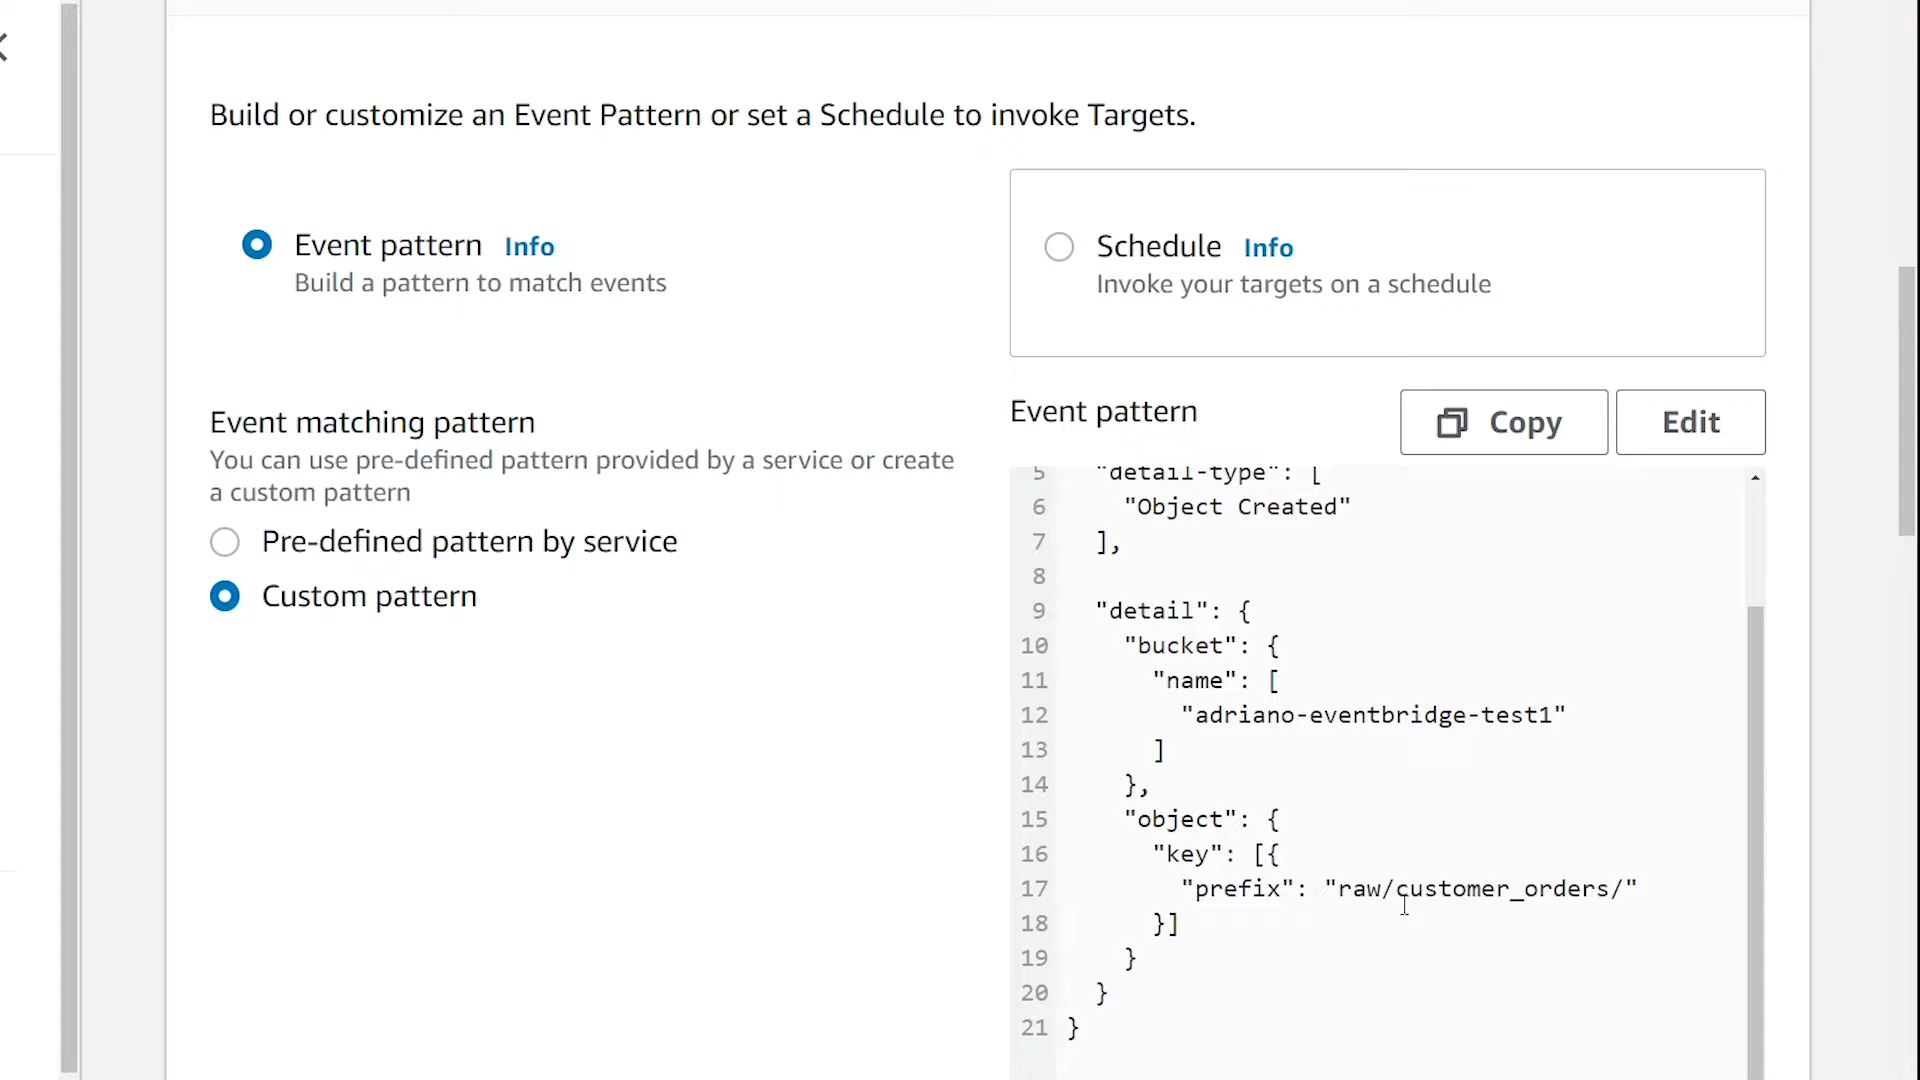 Build or customize an Event Pattern or set a Schedule to invoke Targets.
Event pattern Info
Build a pattern to match events
Schedule Info
Invoke your targets on a schedule
Event matching pattern
You can use pre-defined pattern provided by a service or create
a custom pattern
Pre-defined pattern by service
Custom pattern
Event pattern
Copy
Edit
5 "detail-type": [
6 "Object Created"
7 ],
8
9 "detail": {
10 "bucket": {
11 "name": [
12 "adriano-eventbridge-test1"
13 ]
14 },
15 "object": {
16 "key": [{
17 "prefix": "raw/customer_orders/"
18 }]
19 }
20 }
21 }